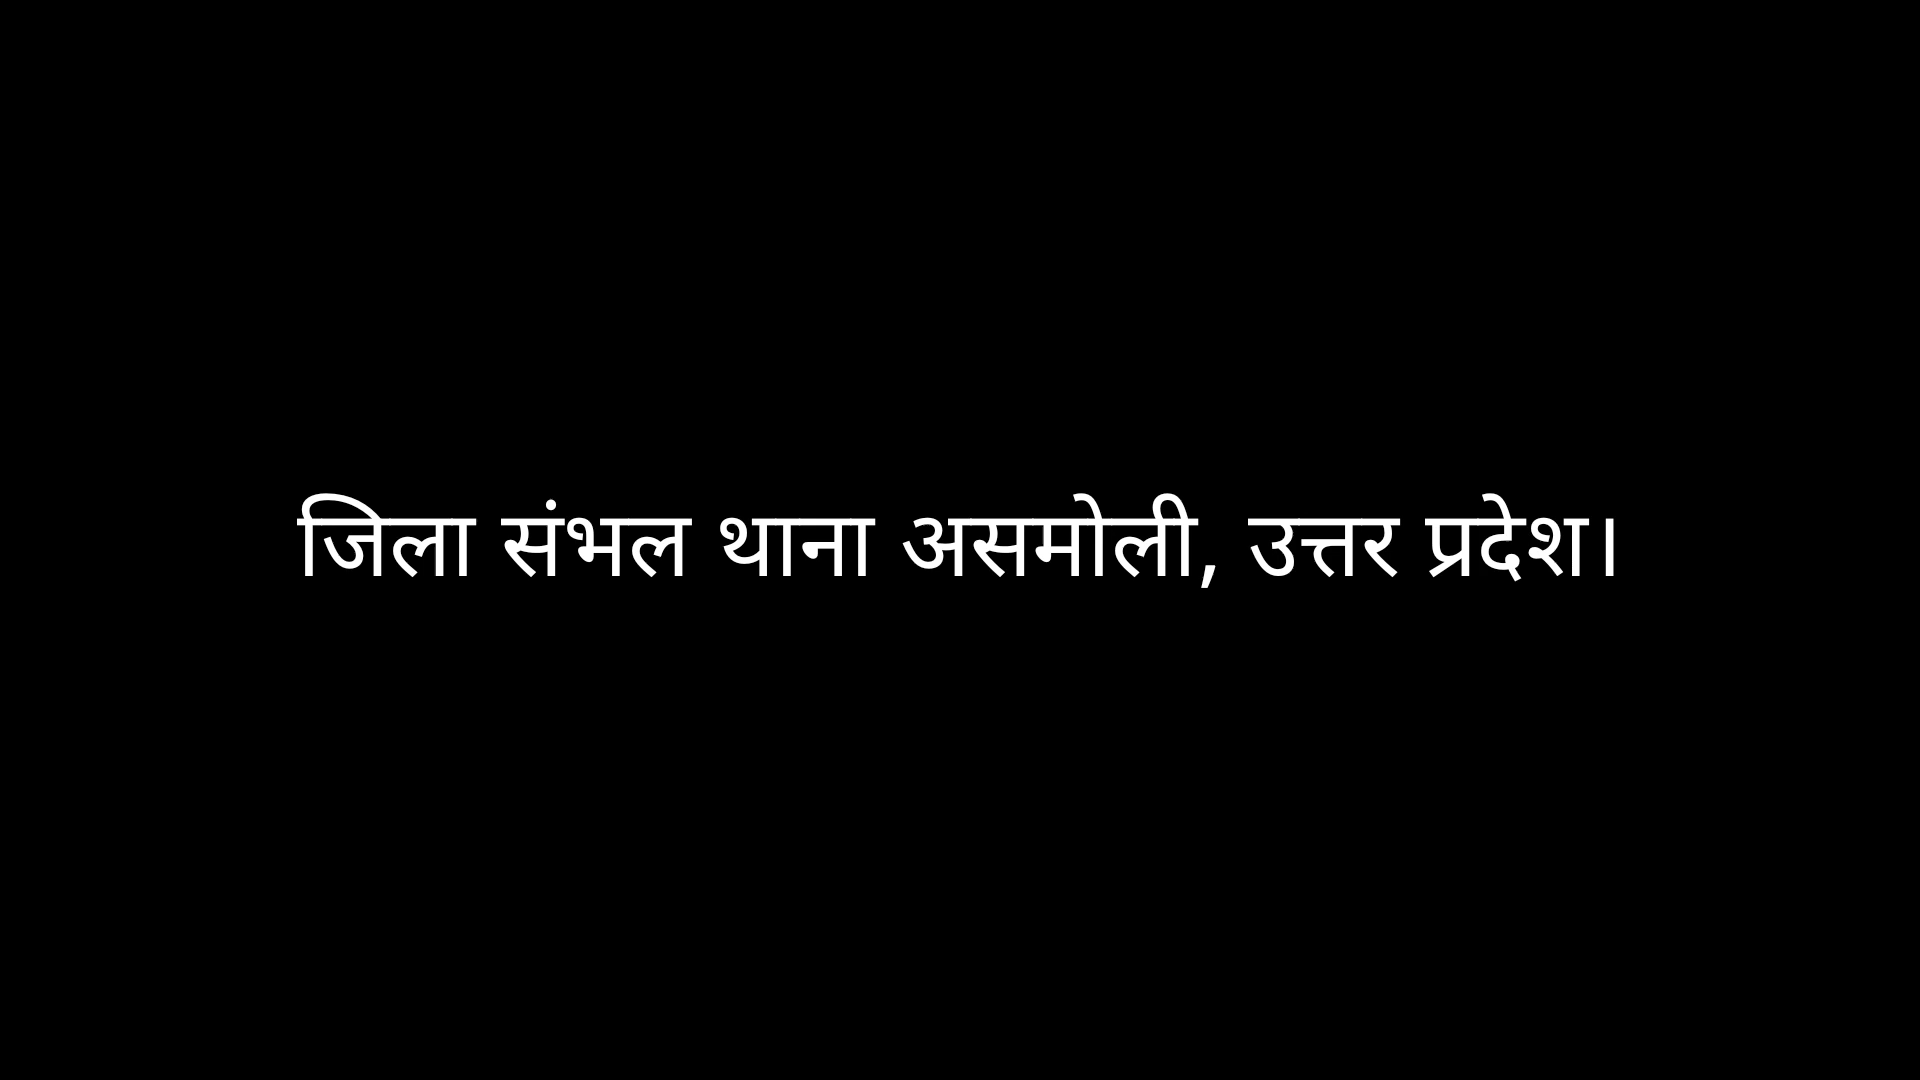 जिला संभल थाना असमोली, उत्तर प्रदेश।